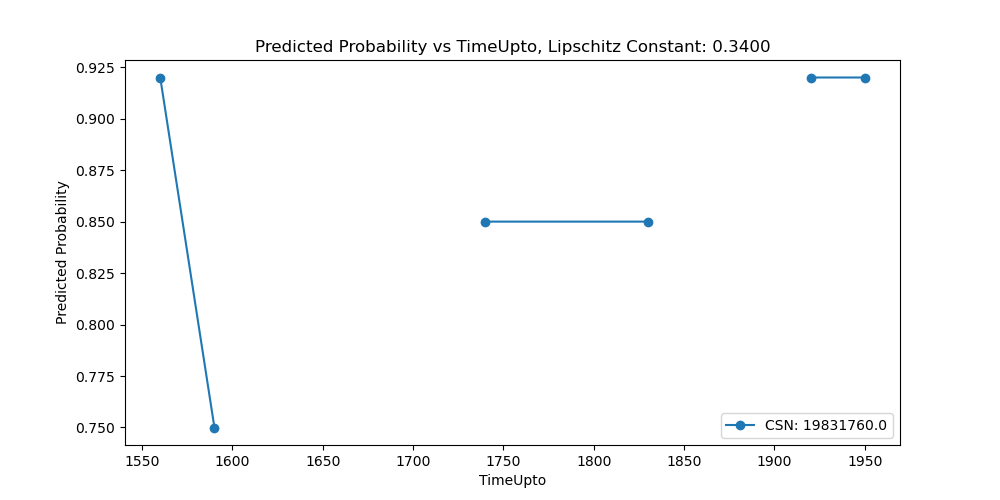 Predicted Probability vs TimeUpto, Lipschitz Constant: 0.3400
0.925
0.900
0.875
0.850
0.825
0.800
0.775
0.750
Predicted Probability
CSN: 19831760.0
1550 1600 1650 1700 1750 1800 1850 1900 1950
TimeUpto